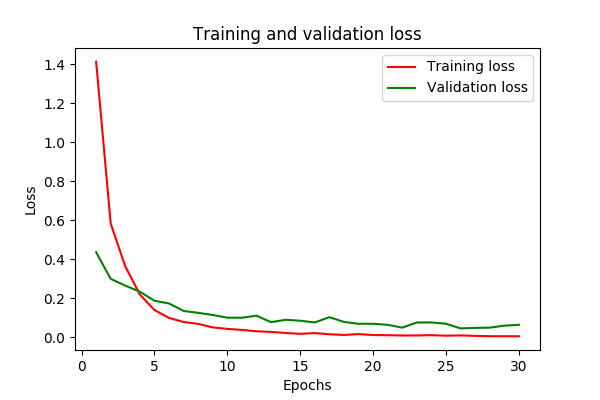 Training and validation loss
Training loss
Validation loss
1.4
1.2
1.0
0.8
0.6
0.4
0.2
0.0
Loss
0 5 10 15 20 25 30
Epochs